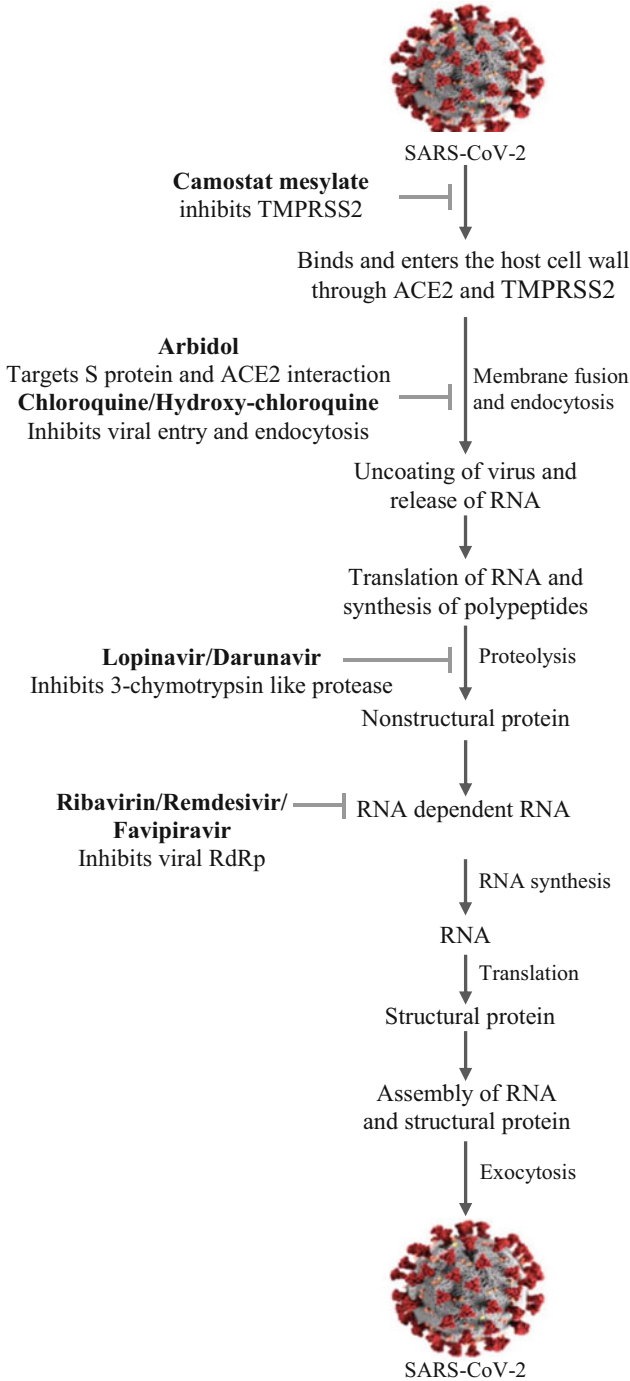 SARS-CoV-2
Camostat mesylate
inhibits TMPRSS2
Binds and enters the host cell wall
through ACE2 and TMPRSS2
Arbidol
Targets S protein and ACE2 interaction
Chloroquine/Hydroxy-chloroquine
Inhibits viral entry and endocytosis
Membrane fusion
and endocytosis
Uncoating of virus and
release of RNA
Translation of RNA and
synthesis of polypeptides
Lopinavir/Darunavir
Inhibits 3-chymotrypsin like protease
Proteolysis
Nonstructural protein
Ribavirin/Remdesivir/
Favipiravir
Inhibits viral RdRp
RNA dependent RNA
RNA synthesis
RNA
Translation
Structural protein
Assembly of RNA
and structural protein
Exocytosis
SARS-CoV-2